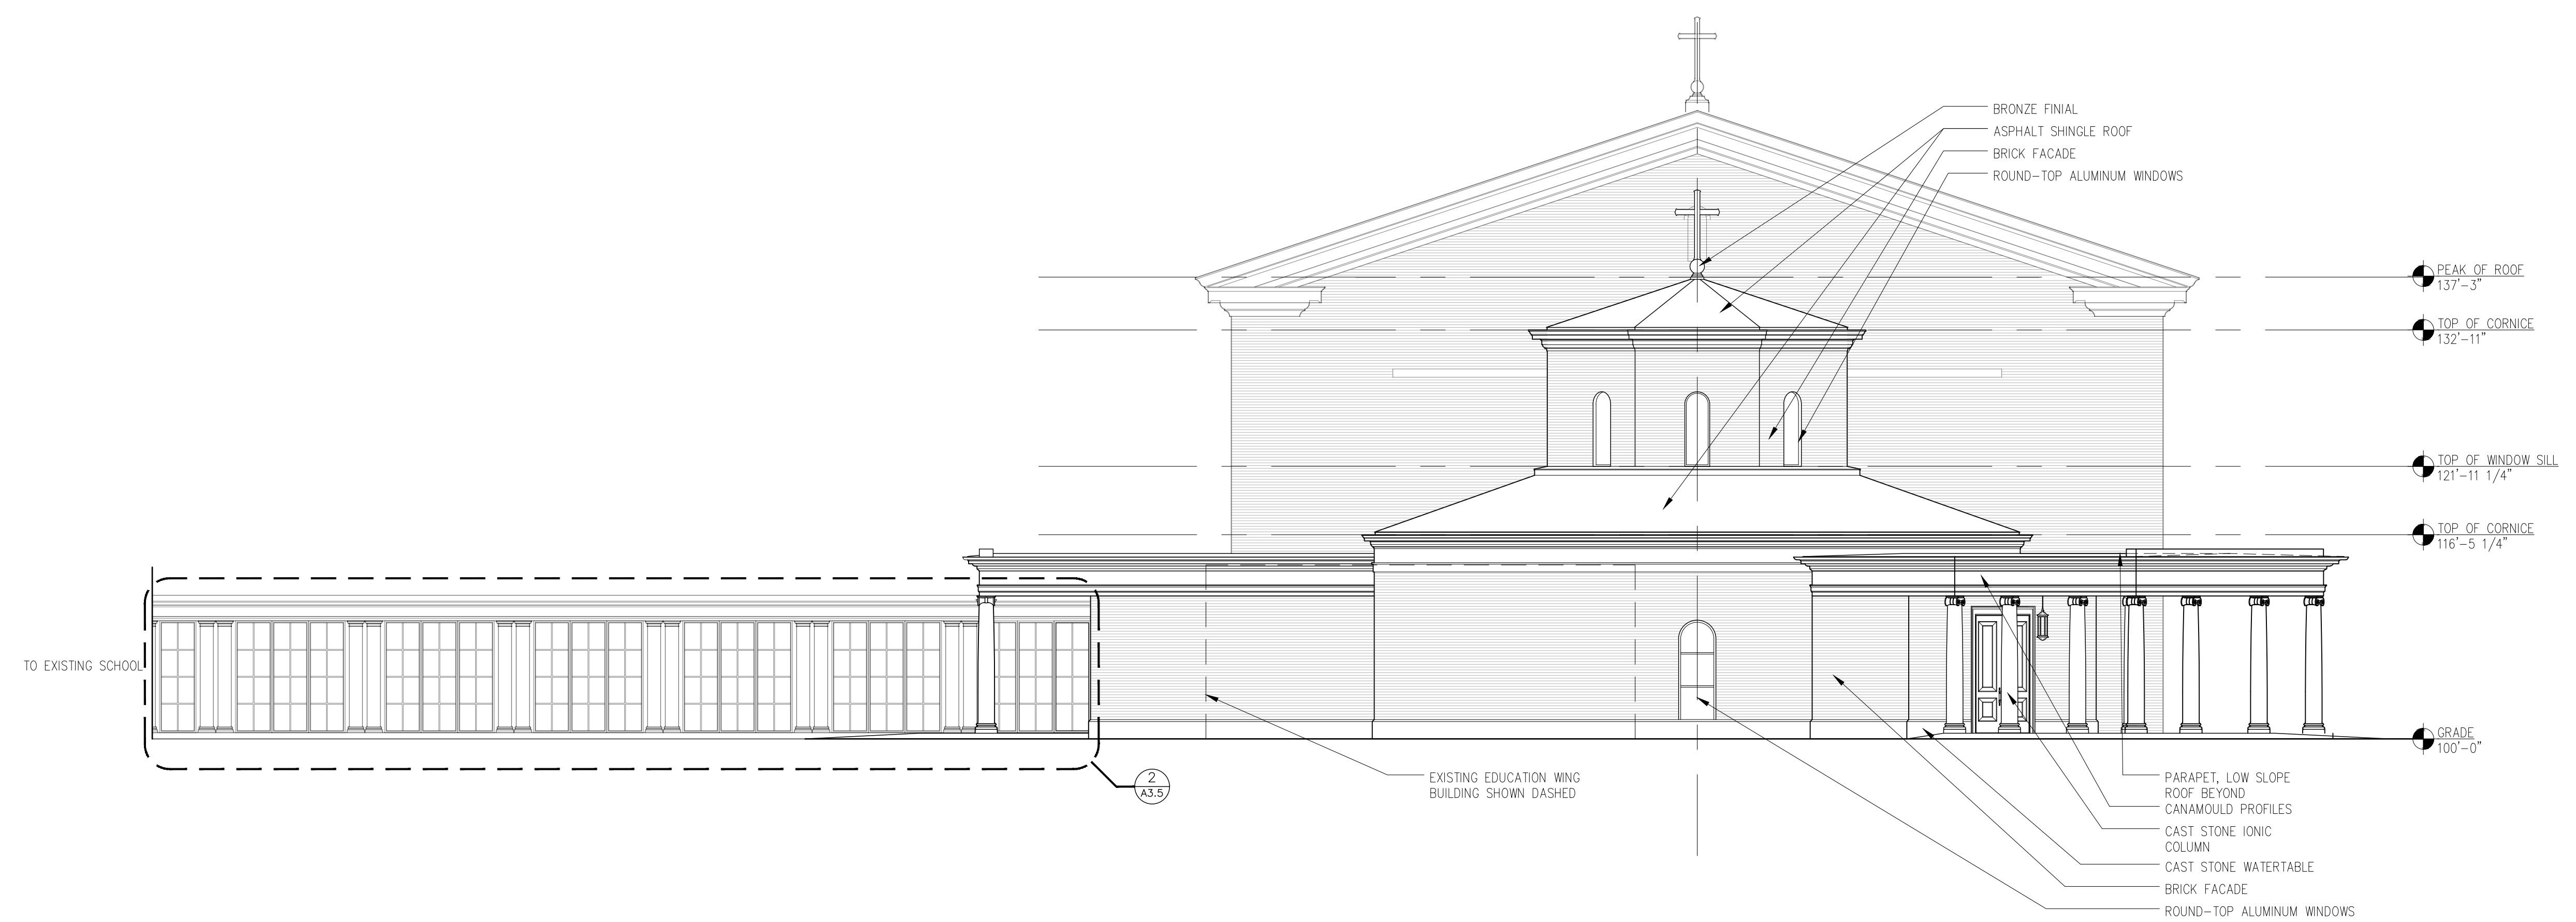 BRONZE FINIAL
ASPHALT SHINGLE ROOF
BRICK FACADE
ROUND-TOP ALUMINUM WINDOWS
PEAK OF ROOF
137'-3"
TOP OF CORNICE
132'-11"
TOP OF WINDOW SILL
121'-11 1/4"
TOP OF CORNICE
116'-5 1/4"
TO EXISTING SCHOOL
GRADE
100'-0"
2
A3.5
EXISTING EDUCATION WING
BUILDING SHOWN DASHED
PARAPET, LOW SLOPE
ROOF BEYOND
CANAMOULD PROFILES
CAST STONE IONIC
COLUMN
CAST STONE WATERTABLE
BRICK FACADE
ROUND-TOP ALUMINUM WINDOWS